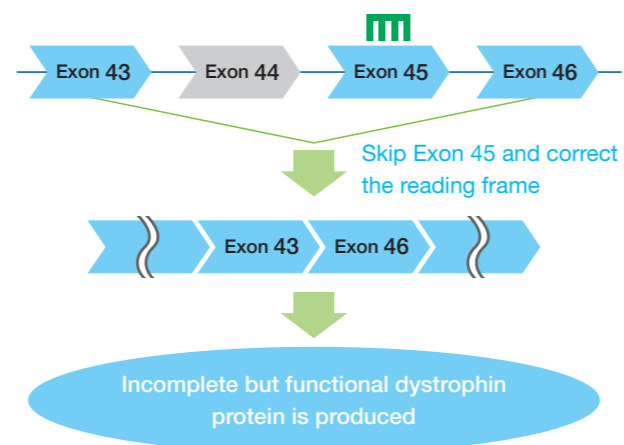 Exon 43
Exon 44
Exon 45
Exon 46
Skip Exon 45 and correct
the reading frame
Exon 43
Exon 46
Incomplete but functional dystrophin
protein is produced